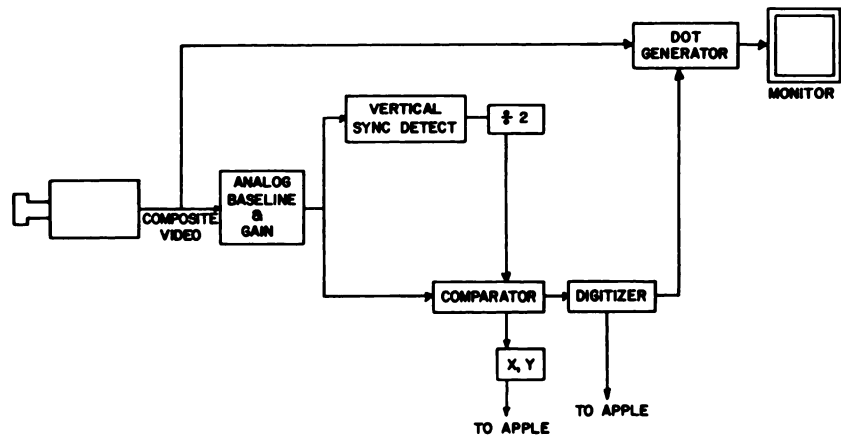 DOT
GENERATOR
MONITOR
VERTICAL
SYNC DETECT
÷ 2
ANALOG
BASELINE
&
GAIN
COMPOSITE
VIDEO
COMPARATOR
DIGITIZER
X, Y
TO APPLE
TO APPLE